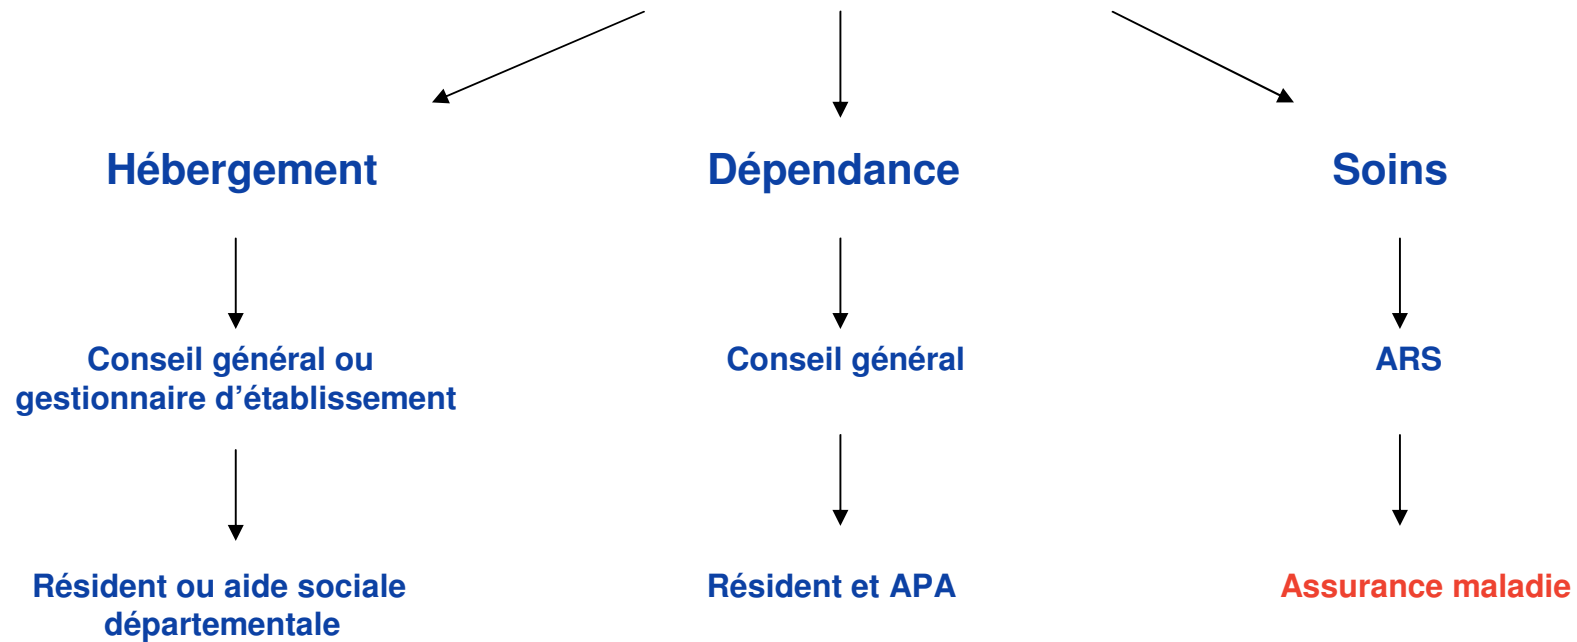 Hébergement
Dépendance
Soins
Conseil général ou
gestionnaire d'établissement
Conseil général
ARS
Résident ou aide sociale
départementale
Résident et APA
Assurance maladie